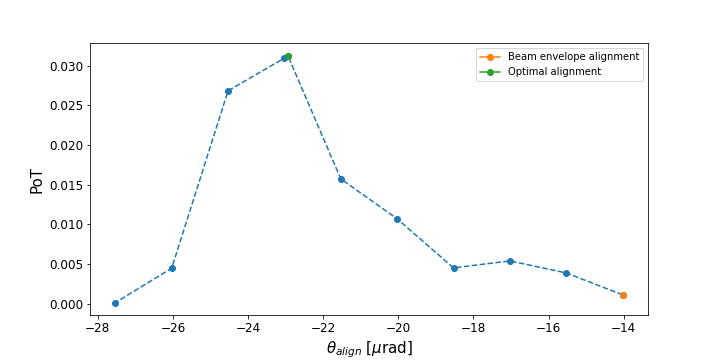 Beam envelope alignment
Optimal alignment
PoT
0.030
0.025
0.020
0.015
0.010
0.005
0.000
−28 −26 −24 −22 −20 −18 −16 −14
θalign [μrad]